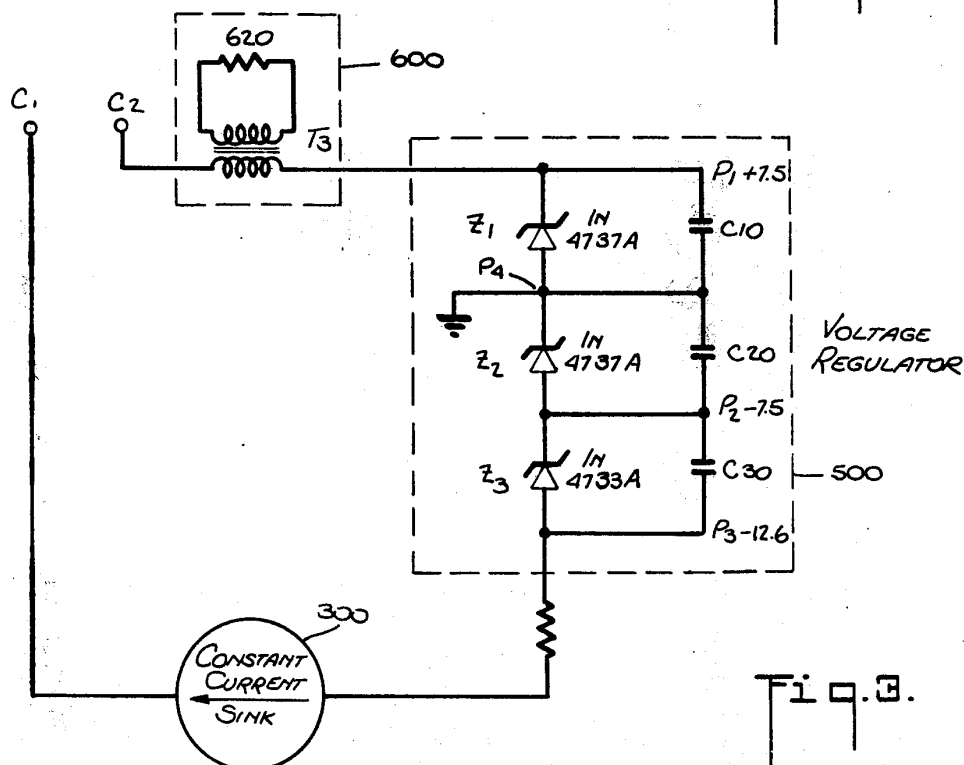 620
600
C1
C2
T3
P1+7.5
Z1
IN
4737A
C10
P4
Z2
IN
4737A
C20
VOLTAGE
REGULATOR
P2-7.5
Z3
IN
4733A
C30
500
P3-12.6
300
CONSTANT
CURRENT
SINK
Fig.3.